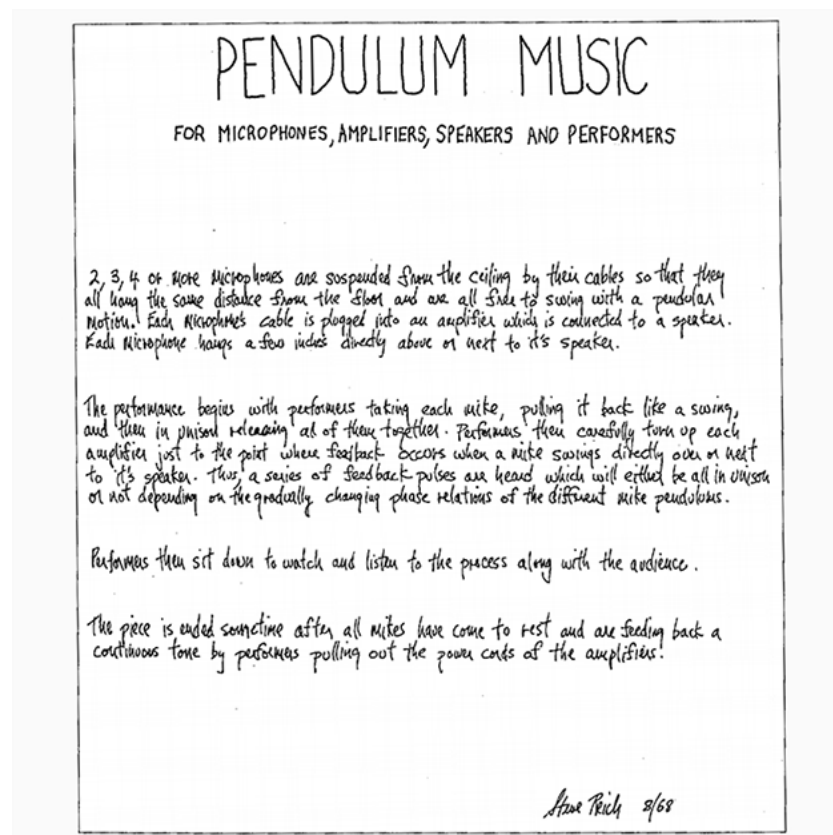 PENDULUM MUSIC
FOR MICROPHONES, AMPLIFIERS, SPEAKERS AND PERFORMERS
2, 3, 4 or more microphones are suspended from the ceiling by their cables so that they
all hang the same distance from the floor and are all free to swing with a pendular
motion. Each microphone's cable is plugged into an amplifier which is connected to a speaker.
Each microphone hangs a few inches directly above or next to it's speaker.
The performance begins with performers taking each mike, pulling it back like a swing,
and then in unison releasing all of them together. Performers then carefully turn up each
amplifier just to the point where feedback occurs when a mike swings directly over or next
to it's speaker. Thus, a series of feedback pulses are heard which will either be all in unison
or not depending on the gradually changing phase relations of the different mike pendulums.
Performers then sit down to watch and listen to the process along with the audience.
The piece is ended sometime after all mikes have come to rest and are feeding back a
continuous tone by performers pulling out the power cords of the amplifiers.
Steve Reich 8/68